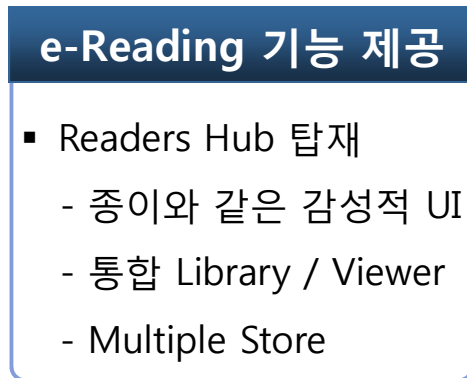 e-Reading 기능 제공
▪ Readers Hub 탑재
- 종이와 같은 감성적 UI
- 통합 Library / Viewer
- Multiple Store